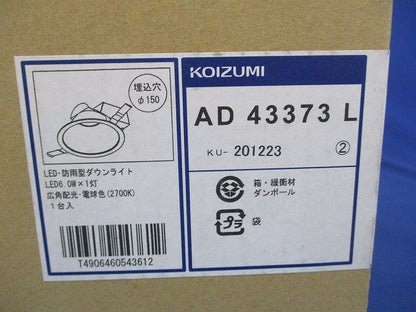 埋込穴
φ150
LED・防雨型ダウンライト
LED6.0W×1灯
広角配光・電球色(2700K)
1台入
T4906460543612
KOIZUMI
AD 43373 L
KU- 201223 ②
箱・緩衝材
ダンボール
プラ 袋